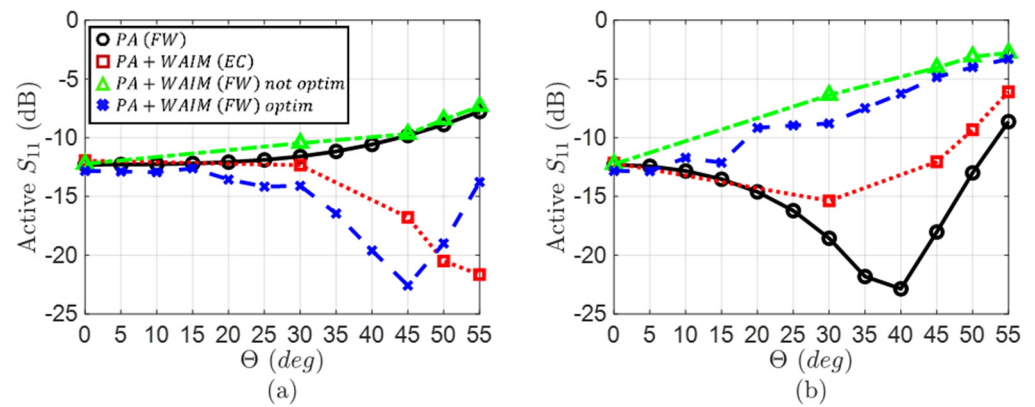 0
-5
-10
-15
-20
-25
Active S₁₁ (dB)
PA (FW)
PA + WAIM (EC)
PA + WAIM (FW) not optim
PA + WAIM (FW) optim
0 5 10 15 20 25 30 35 40 45 50 55
Θ (deg)
(a)
0
-5
-10
-15
-20
-25
Active S₁₁ (dB)
0 5 10 15 20 25 30 35 40 45 50 55
Θ (deg)
(b)